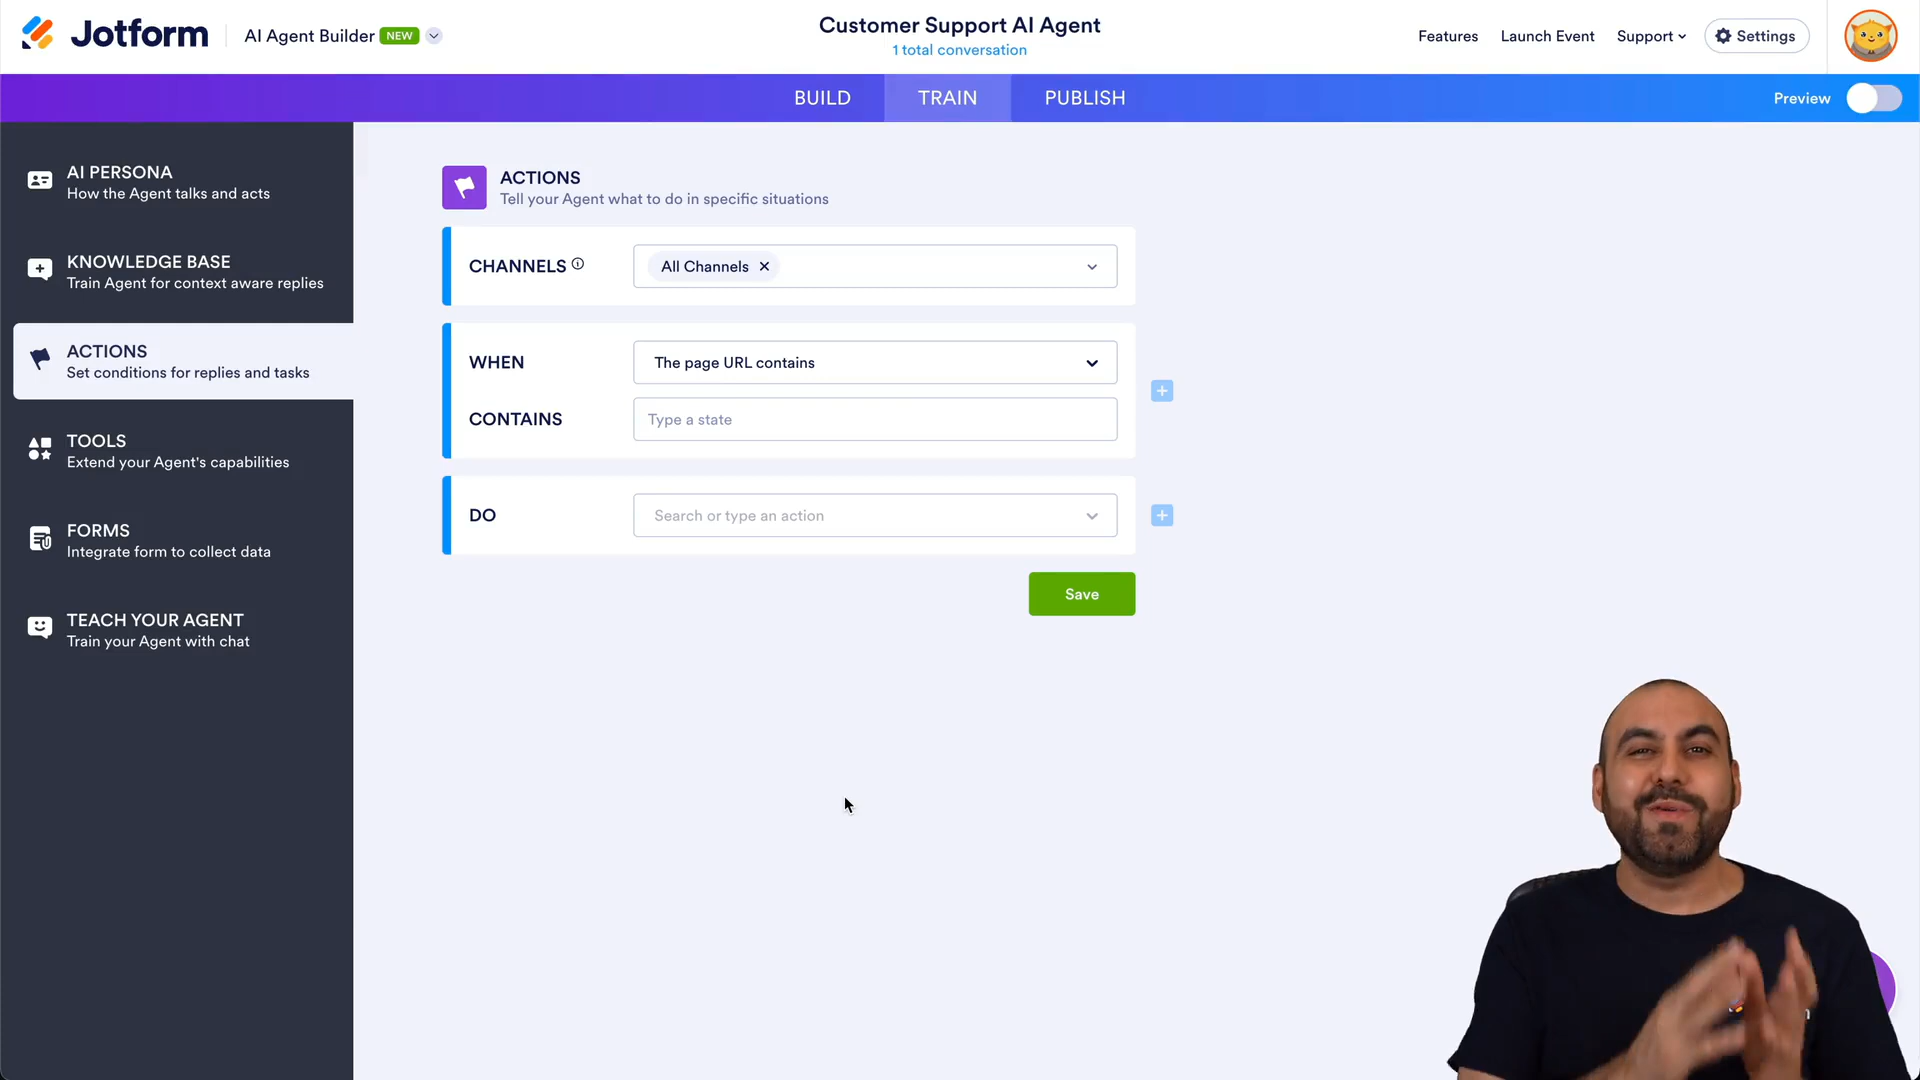 Jotform
AI Agent Builder NEW
Customer Support AI Agent
1 total conversation
Features
Launch Event
Support
Settings
BUILD
TRAIN
PUBLISH
Preview
AI PERSONA
How the Agent talks and acts
KNOWLEDGE BASE
Train Agent for context aware replies
ACTIONS
Set conditions for replies and tasks
TOOLS
Extend your Agent's capabilities
FORMS
Integrate form to collect data
TEACH YOUR AGENT
Train your Agent with chat
ACTIONS
Tell your Agent what to do in specific situations
CHANNELS
All Channels
WHEN
The page URL contains
CONTAINS
Type a state
DO
Search or type an action
Save